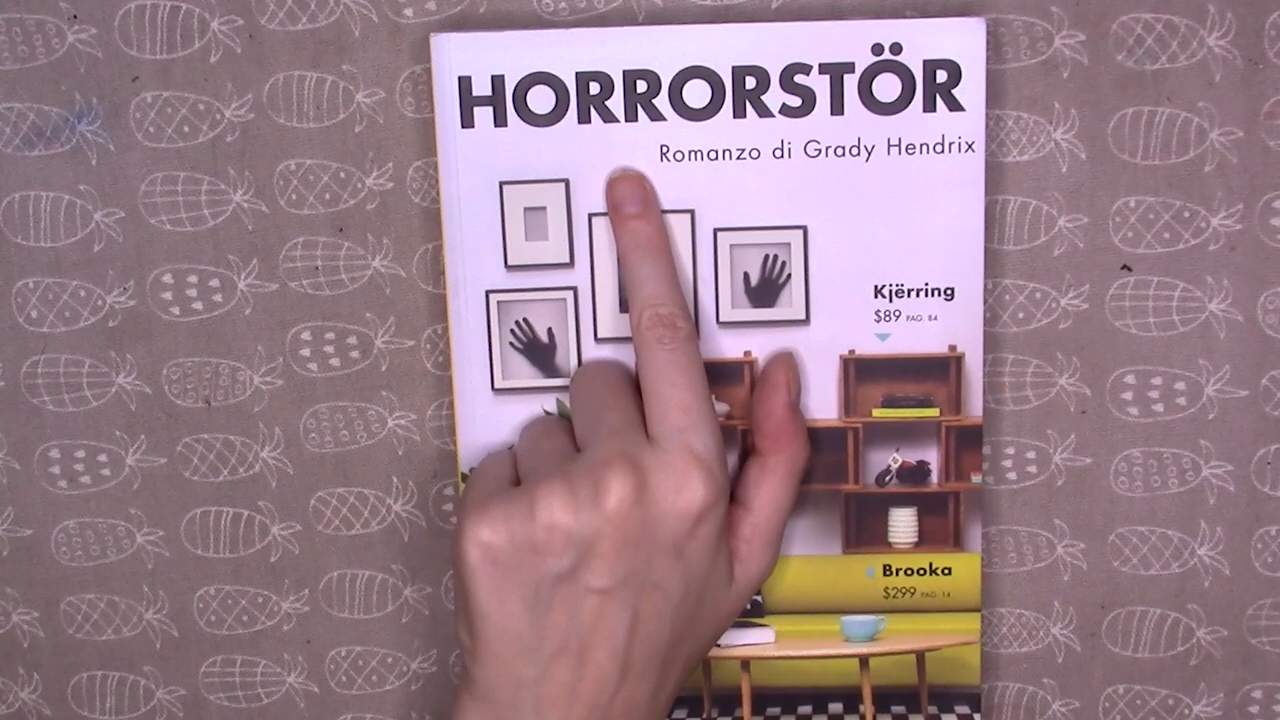 HORRORSTÖR
Romanzo di Grady Hendrix
Kjërring
$89 PAG. 84
Brooka
$299 PAG. 14